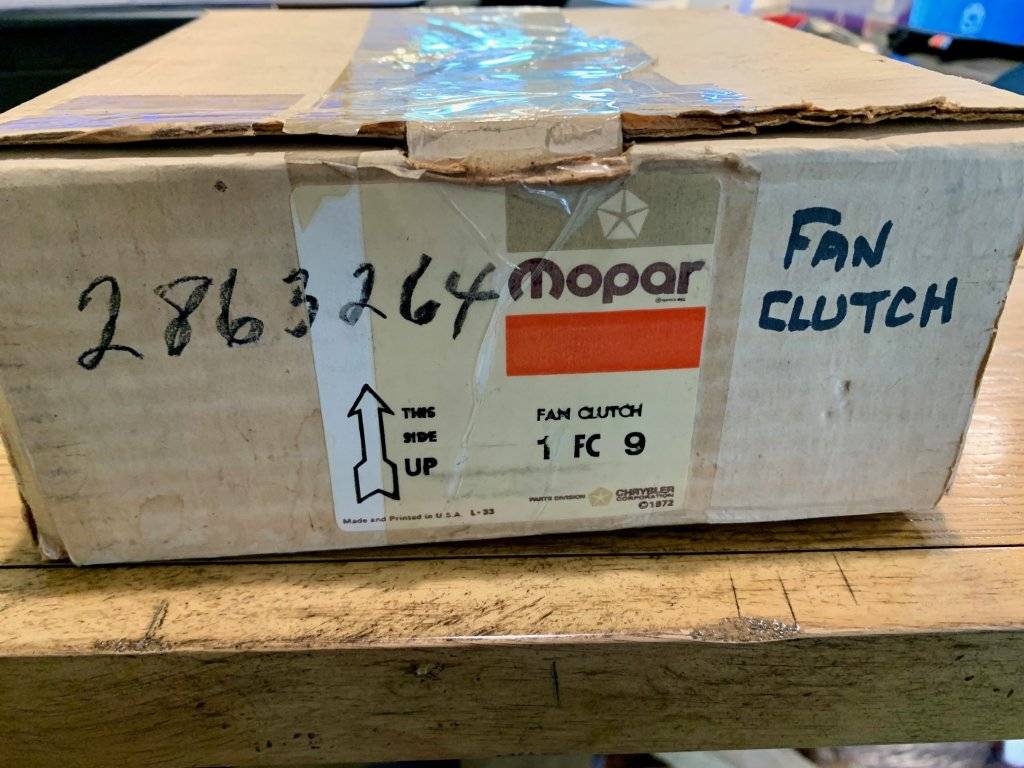 2863264
mopar
FAN
CLUTCH
THIS
SIDE
UP
FAN CLUTCH
1 FC 9
PARTS DIVISION
CHRYSLER
CORPORATION
©1972
Made and Printed in U.S.A. L-33